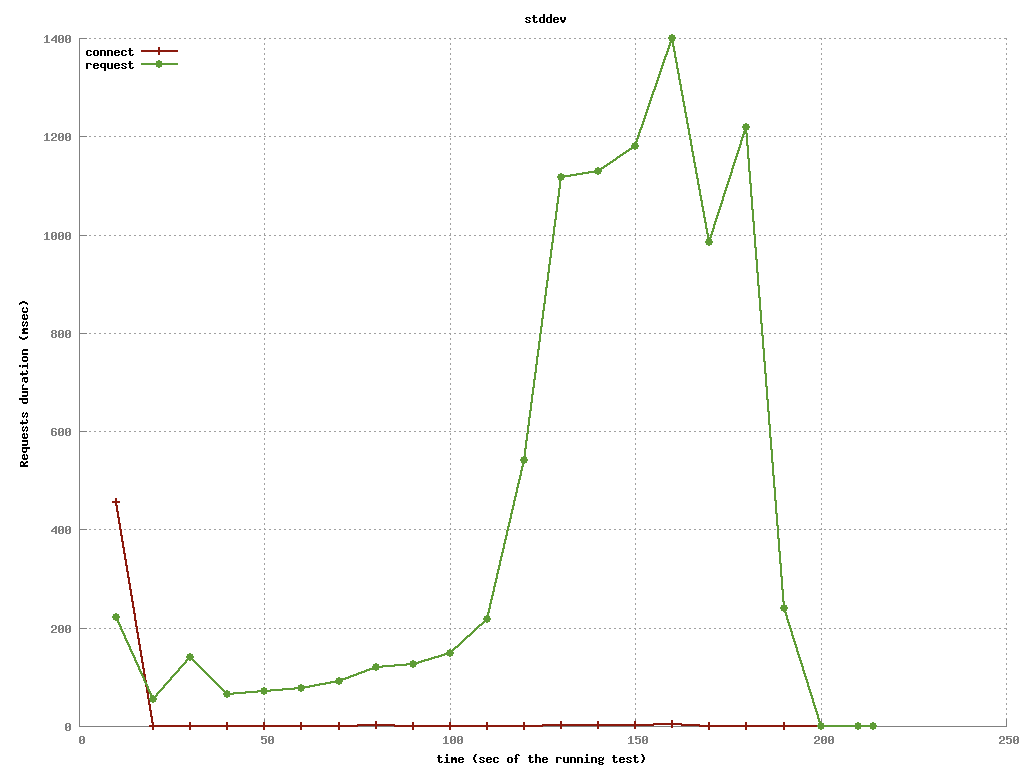 stddev
connect
request
1400
1200
1000
800
600
400
200
0
Requests duration (msec)
0 50 100 150 200 250
time (sec of the running test)